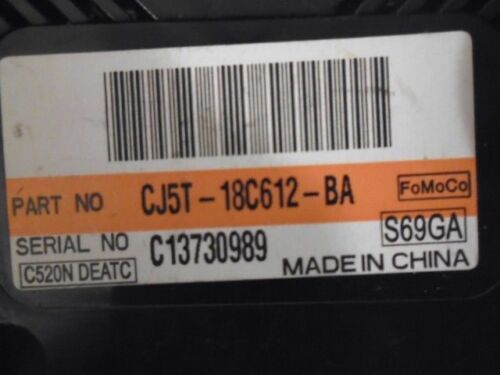 PART NO CJ5T-18C612-BA FoMoCo
SERIAL NO C13730989 S69GA
C520N DEATC MADE IN CHINA